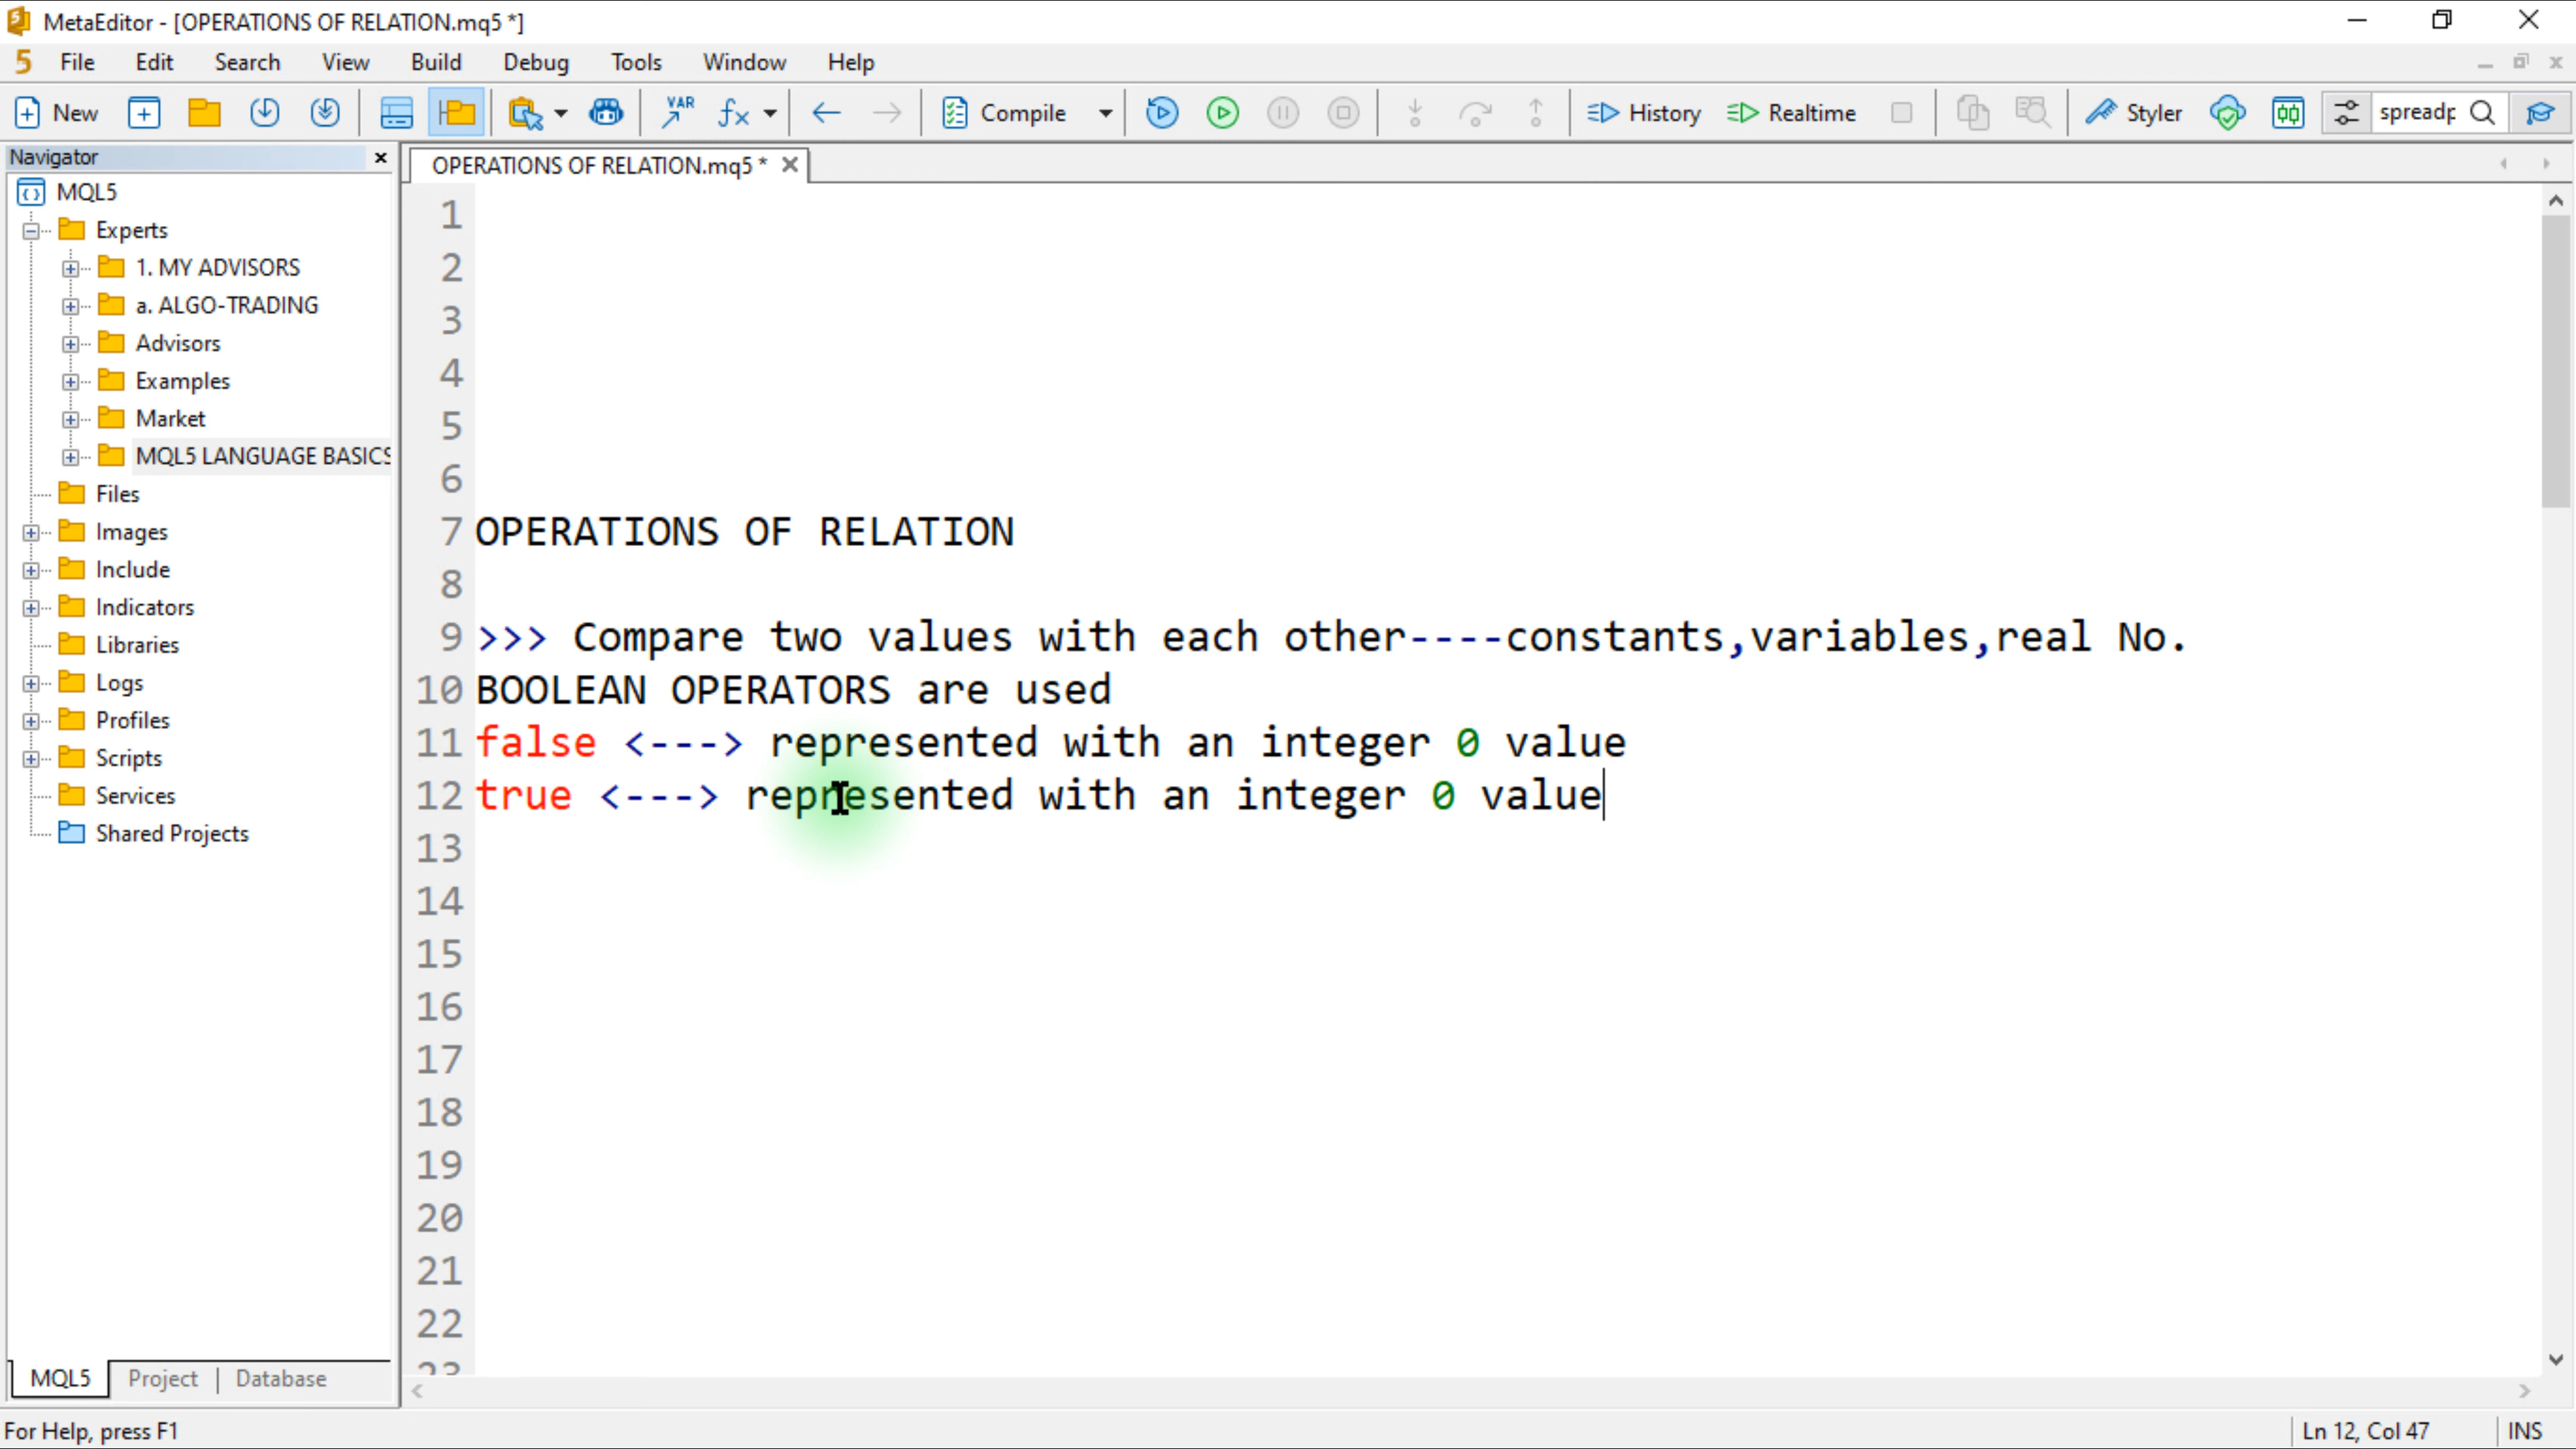 MetaEditor - [OPERATIONS OF RELATION.mq5 *]
5 File Edit Search View Build Debug Tools Window Help
New VAR fx Compile History Realtime Styler spreadp
Navigator
OPERATIONS OF RELATION.mq5 *
MQL5
Experts
1. MY ADVISORS
a. ALGO-TRADING
Advisors
Examples
Market
MQL5 LANGUAGE BASICS
Files
Images
Include
Indicators
Libraries
Logs
Profiles
Scripts
Services
Shared Projects
1
2
3
4
5
6
7 OPERATIONS OF RELATION
8
9 >>> Compare two values with each other----constants,variables,real No.
10 BOOLEAN OPERATORS are used
11 false <---> represented with an integer 0 value
12 true <---> represented with an integer 0 value
13
14
15
16
17
18
19
20
21
22
23
MQL5 Project Database
For Help, press F1 Ln 12, Col 47 INS